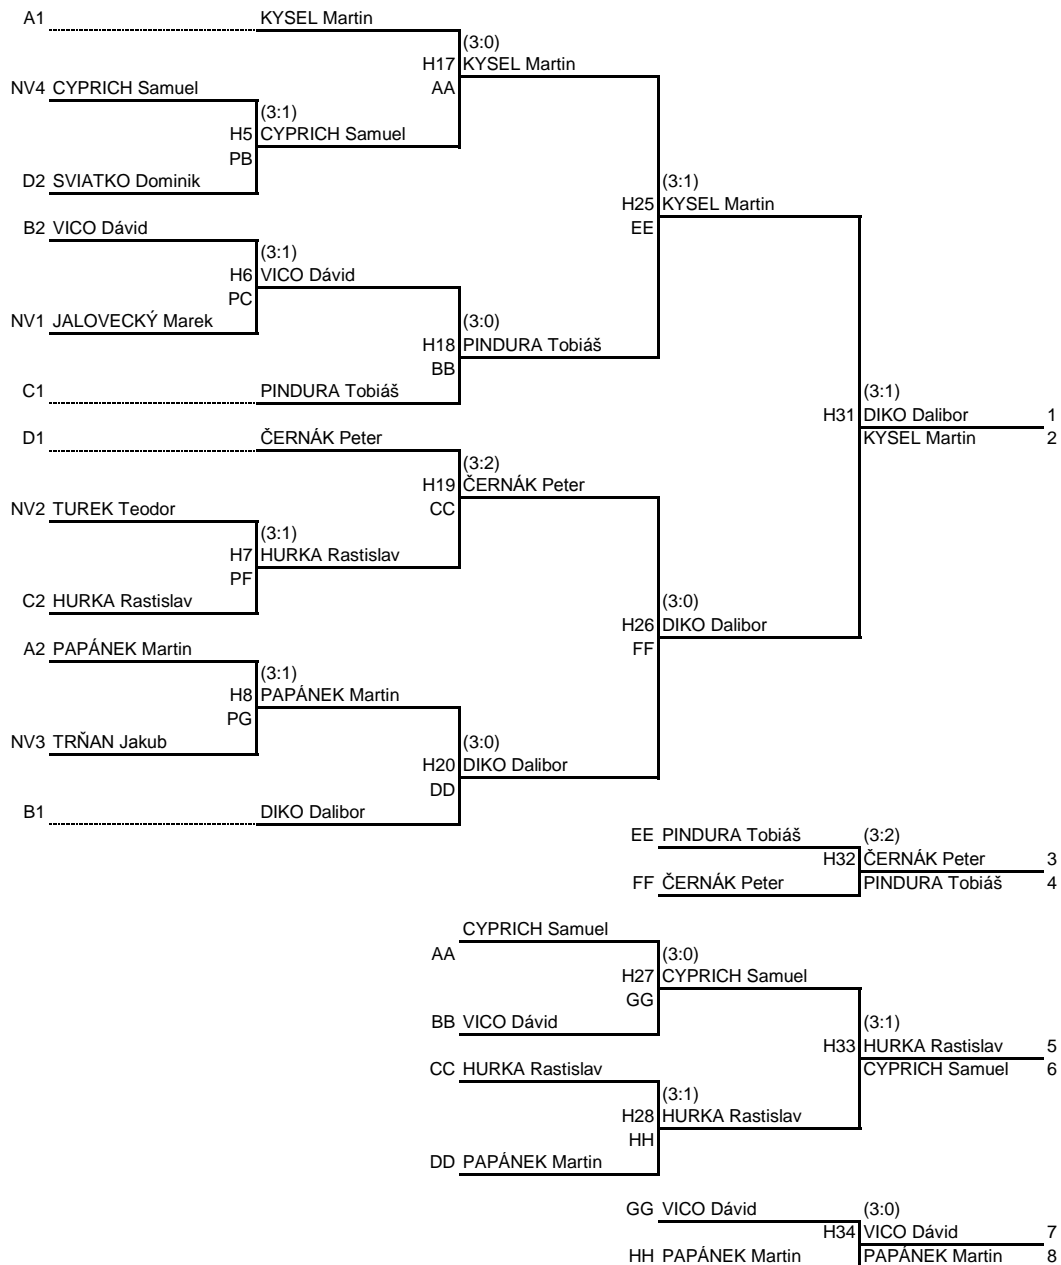 A1 KYSEL Martin
(3:0)
H17 KYSEL Martin
NV4 CYPRICH Samuel
AA
(3:1)
H5 CYPRICH Samuel
PB
D2 SVIATKO Dominik
(3:1)
H25 KYSEL Martin
EE
B2 VICO Dávid
(3:1)
H6 VICO Dávid
PC
NV1 JALOVECKÝ Marek
(3:0)
H18 PINDURA Tobiáš
BB
C1 PINDURA Tobiáš
(3:1)
H31 DIKO Dalibor 1
KYSEL Martin 2
D1 ČERNÁK Peter
(3:2)
H19 ČERNÁK Peter
CC
NV2 TUREK Teodor
(3:1)
H7 HURKA Rastislav
PF
C2 HURKA Rastislav
(3:0)
H26 DIKO Dalibor
FF
A2 PAPÁNEK Martin
(3:1)
H8 PAPÁNEK Martin
PG
NV3 TRŇAN Jakub
(3:0)
H20 DIKO Dalibor
DD
B1 DIKO Dalibor
EE PINDURA Tobiáš (3:2)
H32 ČERNÁK Peter 3
FF ČERNÁK Peter PINDURA Tobiáš 4
CYPRICH Samuel
AA
(3:0)
H27 CYPRICH Samuel
GG
BB VICO Dávid
(3:1)
H33 HURKA Rastislav 5
CYPRICH Samuel 6
CC HURKA Rastislav
(3:1)
H28 HURKA Rastislav
HH
DD PAPÁNEK Martin
GG VICO Dávid (3:0)
H34 VICO Dávid 7
HH PAPÁNEK Martin PAPÁNEK Martin 8